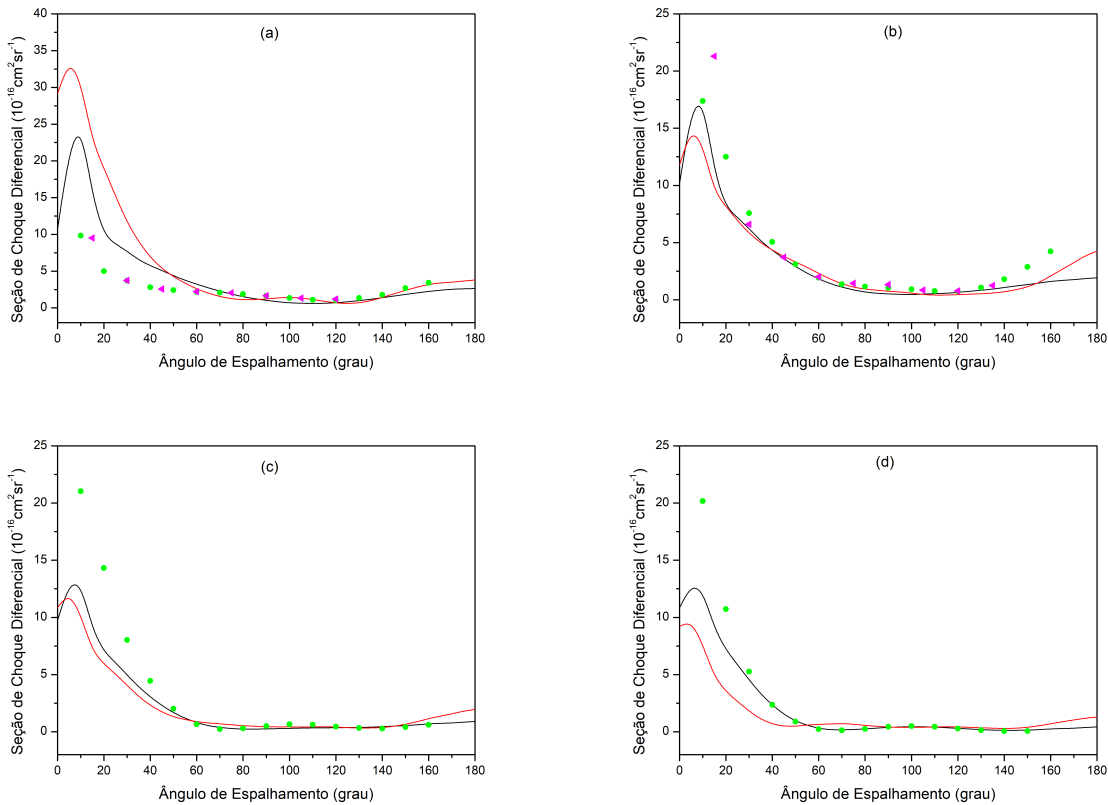 (a)
Seção de Choque Diferencial (10⁻¹⁶cm²sr⁻¹)
40
35
30
25
20
15
10
5
0
0 20 40 60 80 100 120 140 160 180
Ângulo de Espalhamento (grau)
(b)
Seção de Choque Diferencial (10⁻¹⁶cm²sr⁻¹)
25
20
15
10
5
0
0 20 40 60 80 100 120 140 160 180
Ângulo de Espalhamento (grau)
(c)
Seção de Choque Diferencial (10⁻¹⁶cm²sr⁻¹)
25
20
15
10
5
0
0 20 40 60 80 100 120 140 160 180
Ângulo de Espalhamento (grau)
(d)
Seção de Choque Diferencial (10⁻¹⁶cm²sr⁻¹)
25
20
15
10
5
0
0 20 40 60 80 100 120 140 160 180
Ângulo de Espalhamento (grau)